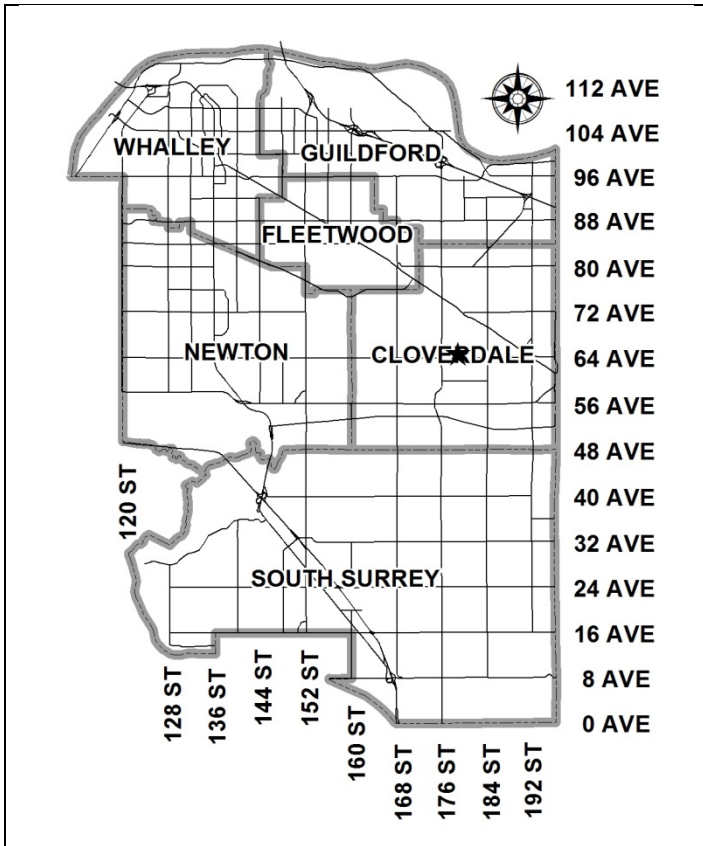 112 AVE
104 AVE
WHALLEY
GUILDFORD
96 AVE
88 AVE
FLEETWOOD
80 AVE
72 AVE
NEWTON
CLOVERDALE
64 AVE
56 AVE
48 AVE
40 AVE
120 ST
32 AVE
SOUTH SURREY
24 AVE
16 AVE
8 AVE
0 AVE
128 ST
136 ST
144 ST
152 ST
160 ST
168 ST
176 ST
184 ST
192 ST